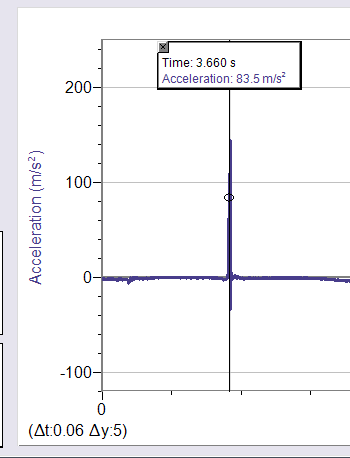 Time: 3.660 s
Acceleration: 83.5 m/s²
200
100
0
-100
Acceleration (m/s²)
0
(Δt:0.06 Δy:5)